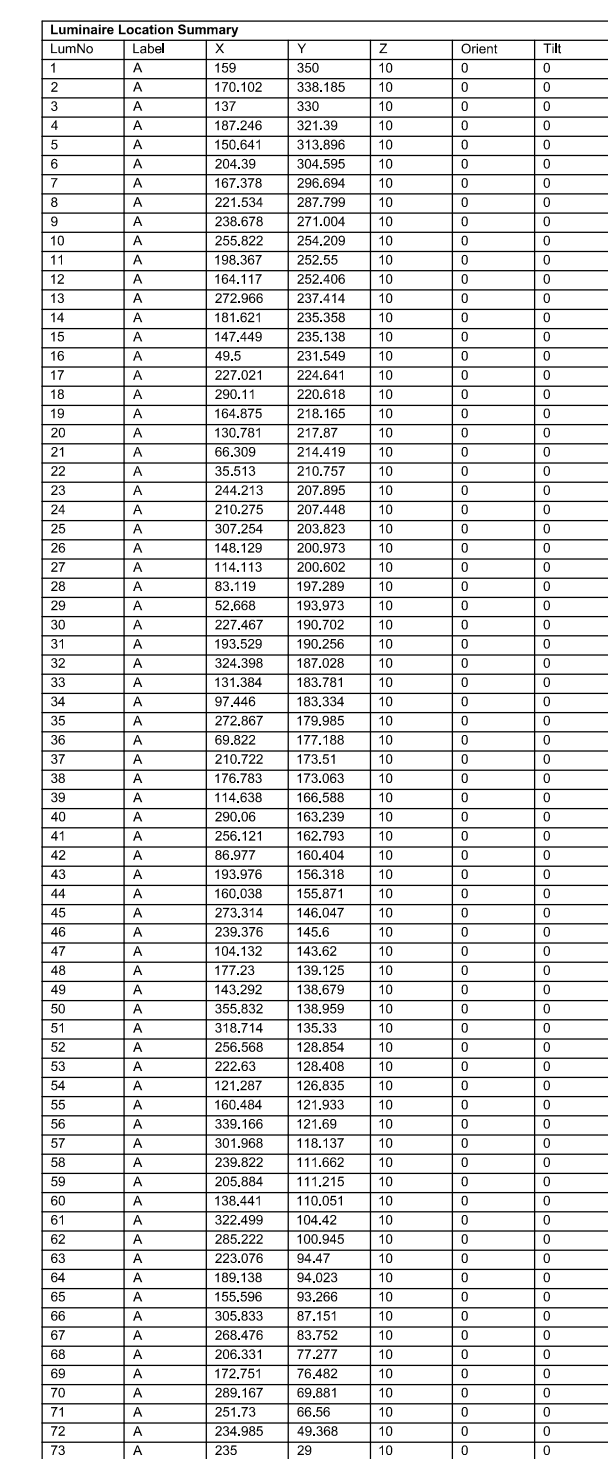 Luminaire Location Summary
LumNo Label X Y Z Orient Tilt
1 A 159 350 10 0 0
2 A 170.102 338.185 10 0 0
3 A 137 330 10 0 0
4 A 187.246 321.39 10 0 0
5 A 150.641 313.896 10 0 0
6 A 204.39 304.595 10 0 0
7 A 167.378 296.694 10 0 0
8 A 221.534 287.799 10 0 0
9 A 238.678 271.004 10 0 0
10 A 255.822 254.209 10 0 0
11 A 198.367 252.55 10 0 0
12 A 164.117 252.406 10 0 0
13 A 272.966 237.414 10 0 0
14 A 181.621 235.358 10 0 0
15 A 147.449 235.138 10 0 0
16 A 49.5 231.549 10 0 0
17 A 227.021 224.641 10 0 0
18 A 290.11 220.618 10 0 0
19 A 164.875 218.165 10 0 0
20 A 130.781 217.87 10 0 0
21 A 66.309 214.419 10 0 0
22 A 35.513 210.757 10 0 0
23 A 244.213 207.895 10 0 0
24 A 210.275 207.448 10 0 0
25 A 307.254 203.823 10 0 0
26 A 148.129 200.973 10 0 0
27 A 114.113 200.602 10 0 0
28 A 83.119 197.289 10 0 0
29 A 52.668 193.973 10 0 0
30 A 227.467 190.702 10 0 0
31 A 193.529 190.256 10 0 0
32 A 324.398 187.028 10 0 0
33 A 131.384 183.781 10 0 0
34 A 97.446 183.334 10 0 0
35 A 272.867 179.985 10 0 0
36 A 69.822 177.188 10 0 0
37 A 210.722 173.51 10 0 0
38 A 176.783 173.063 10 0 0
39 A 114.638 166.588 10 0 0
40 A 290.06 163.239 10 0 0
41 A 256.121 162.793 10 0 0
42 A 86.977 160.404 10 0 0
43 A 193.976 156.318 10 0 0
44 A 160.038 155.871 10 0 0
45 A 273.314 146.047 10 0 0
46 A 239.376 145.6 10 0 0
47 A 104.132 143.62 10 0 0
48 A 177.23 139.125 10 0 0
49 A 143.292 138.679 10 0 0
50 A 355.832 138.959 10 0 0
51 A 318.714 135.33 10 0 0
52 A 256.568 128.854 10 0 0
53 A 222.63 128.408 10 0 0
54 A 121.287 126.835 10 0 0
55 A 160.484 121.933 10 0 0
56 A 339.166 121.69 10 0 0
57 A 301.968 118.137 10 0 0
58 A 239.822 111.662 10 0 0
59 A 205.884 111.215 10 0 0
60 A 138.441 110.051 10 0 0
61 A 322.499 104.42 10 0 0
62 A 285.222 100.945 10 0 0
63 A 223.076 94.47 10 0 0
64 A 189.138 94.023 10 0 0
65 A 155.596 93.266 10 0 0
66 A 305.833 87.151 10 0 0
67 A 268.476 83.752 10 0 0
68 A 206.331 77.277 10 0 0
69 A 172.751 76.482 10 0 0
70 A 289.167 69.881 10 0 0
71 A 251.73 66.56 10 0 0
72 A 234.985 49.368 10 0 0
73 A 235 29 10 0 0